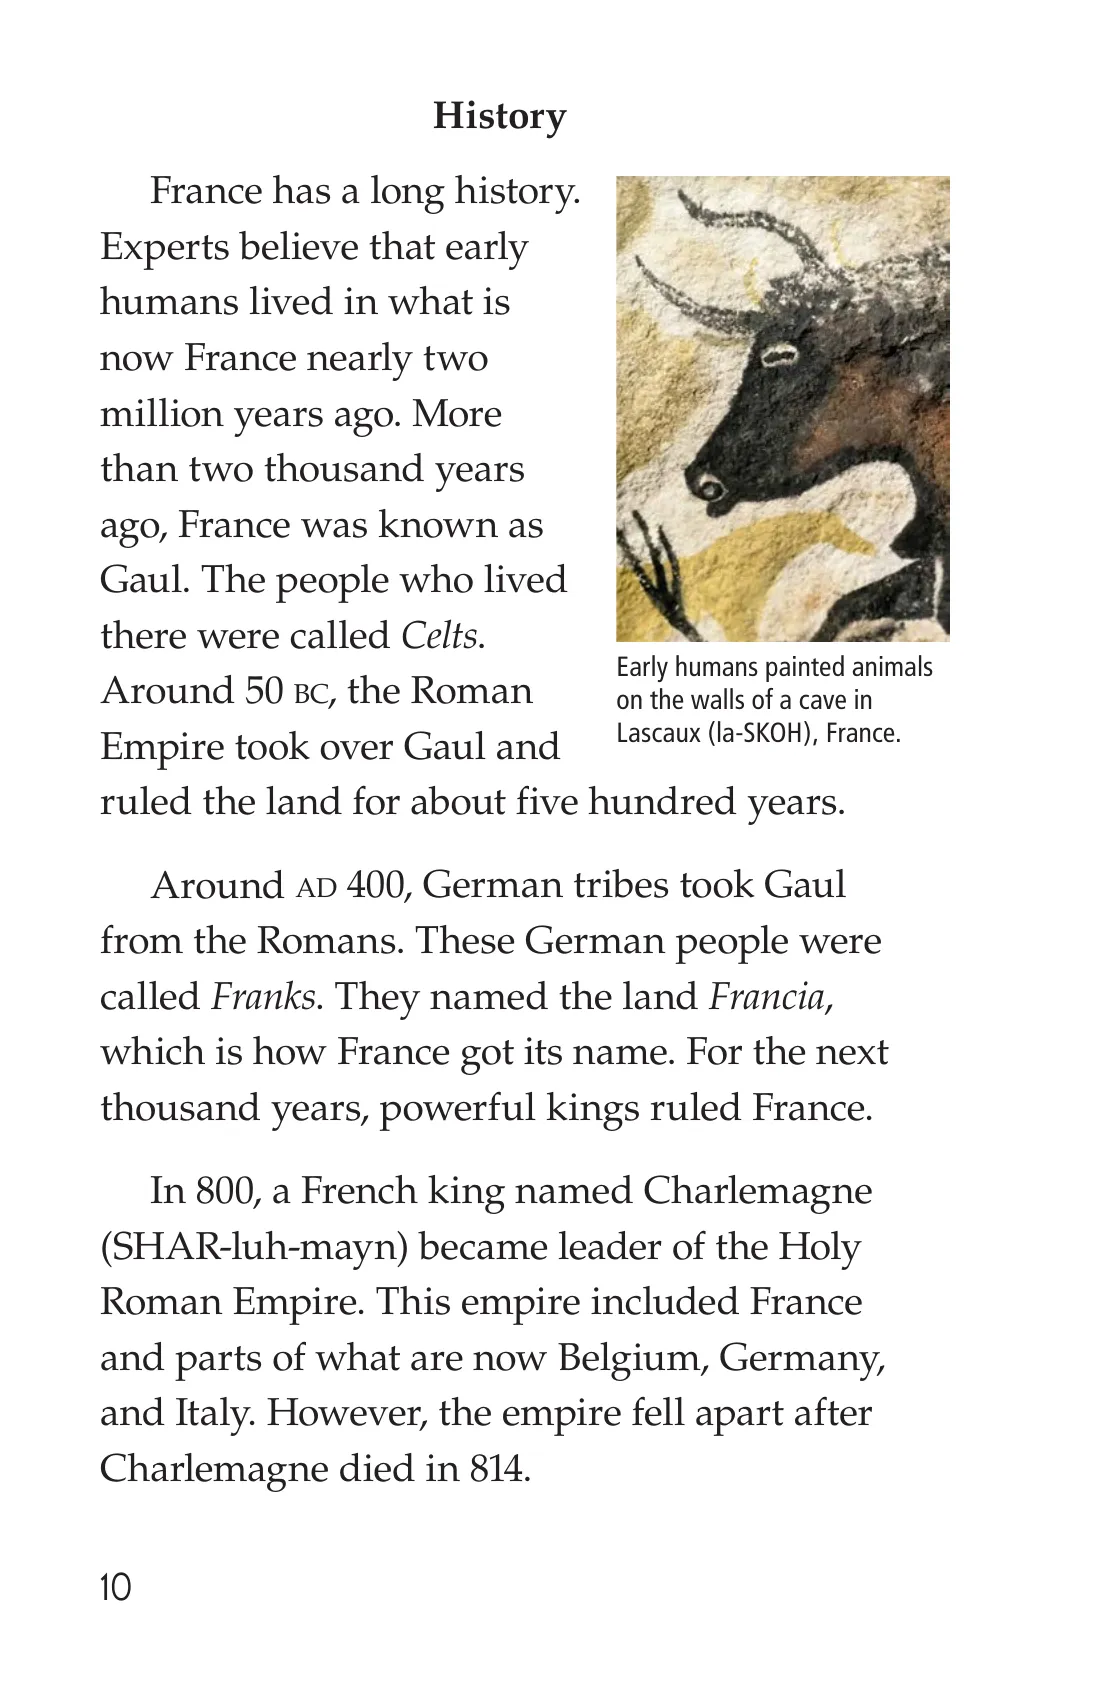 History
France has a long history.
Experts believe that early
humans lived in what is
now France nearly two
million years ago. More
than two thousand years
ago, France was known as
Gaul. The people who lived
there were called Celts.
Around 50 BC, the Roman
Empire took over Gaul and
ruled the land for about five hundred years.
Early humans painted animals
on the walls of a cave in
Lascaux (la-SKOH), France.
Around AD 400, German tribes took Gaul
from the Romans. These German people were
called Franks. They named the land Francia,
which is how France got its name. For the next
thousand years, powerful kings ruled France.
In 800, a French king named Charlemagne
(SHAR-luh-mayn) became leader of the Holy
Roman Empire. This empire included France
and parts of what are now Belgium, Germany,
and Italy. However, the empire fell apart after
Charlemagne died in 814.
10